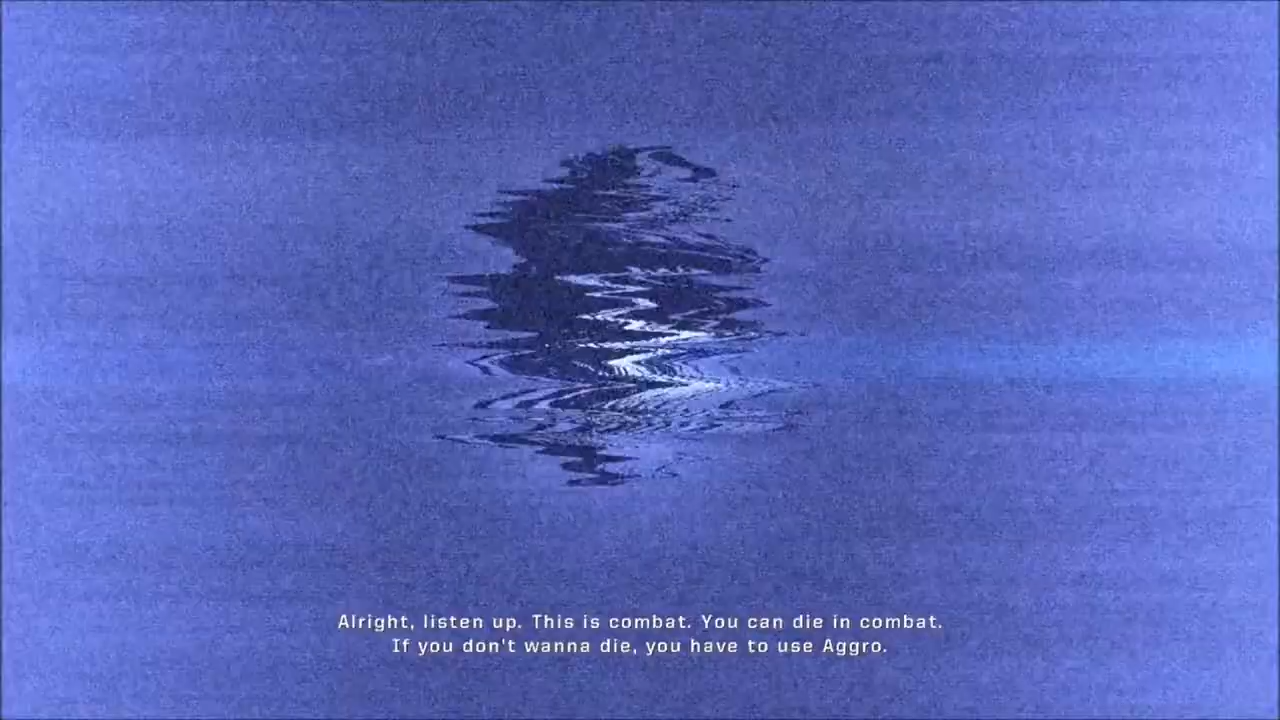 Alright, listen up. This is combat. You can die in combat.
If you don't wanna die, you have to use Aggro.